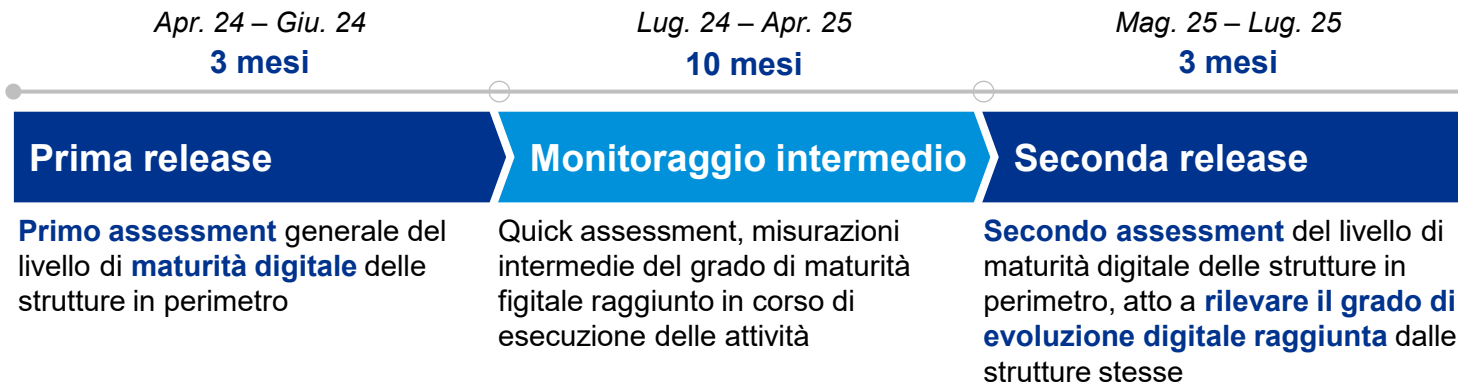 Apr. 24 – Giu. 24
3 mesi
Lug. 24 – Apr. 25
10 mesi
Mag. 25 – Lug. 25
3 mesi
Prima release
Monitoraggio intermedio
Seconda release
Primo assessment generale del
livello di maturità digitale delle
strutture in perimetro
Quick assessment, misurazioni
intermedie del grado di maturità
figitale raggiunto in corso di
esecuzione delle attività
Secondo assessment del livello di
maturità digitale delle strutture in
perimetro, atto a rilevare il grado di
evoluzione digitale raggiunta dalle
strutture stesse